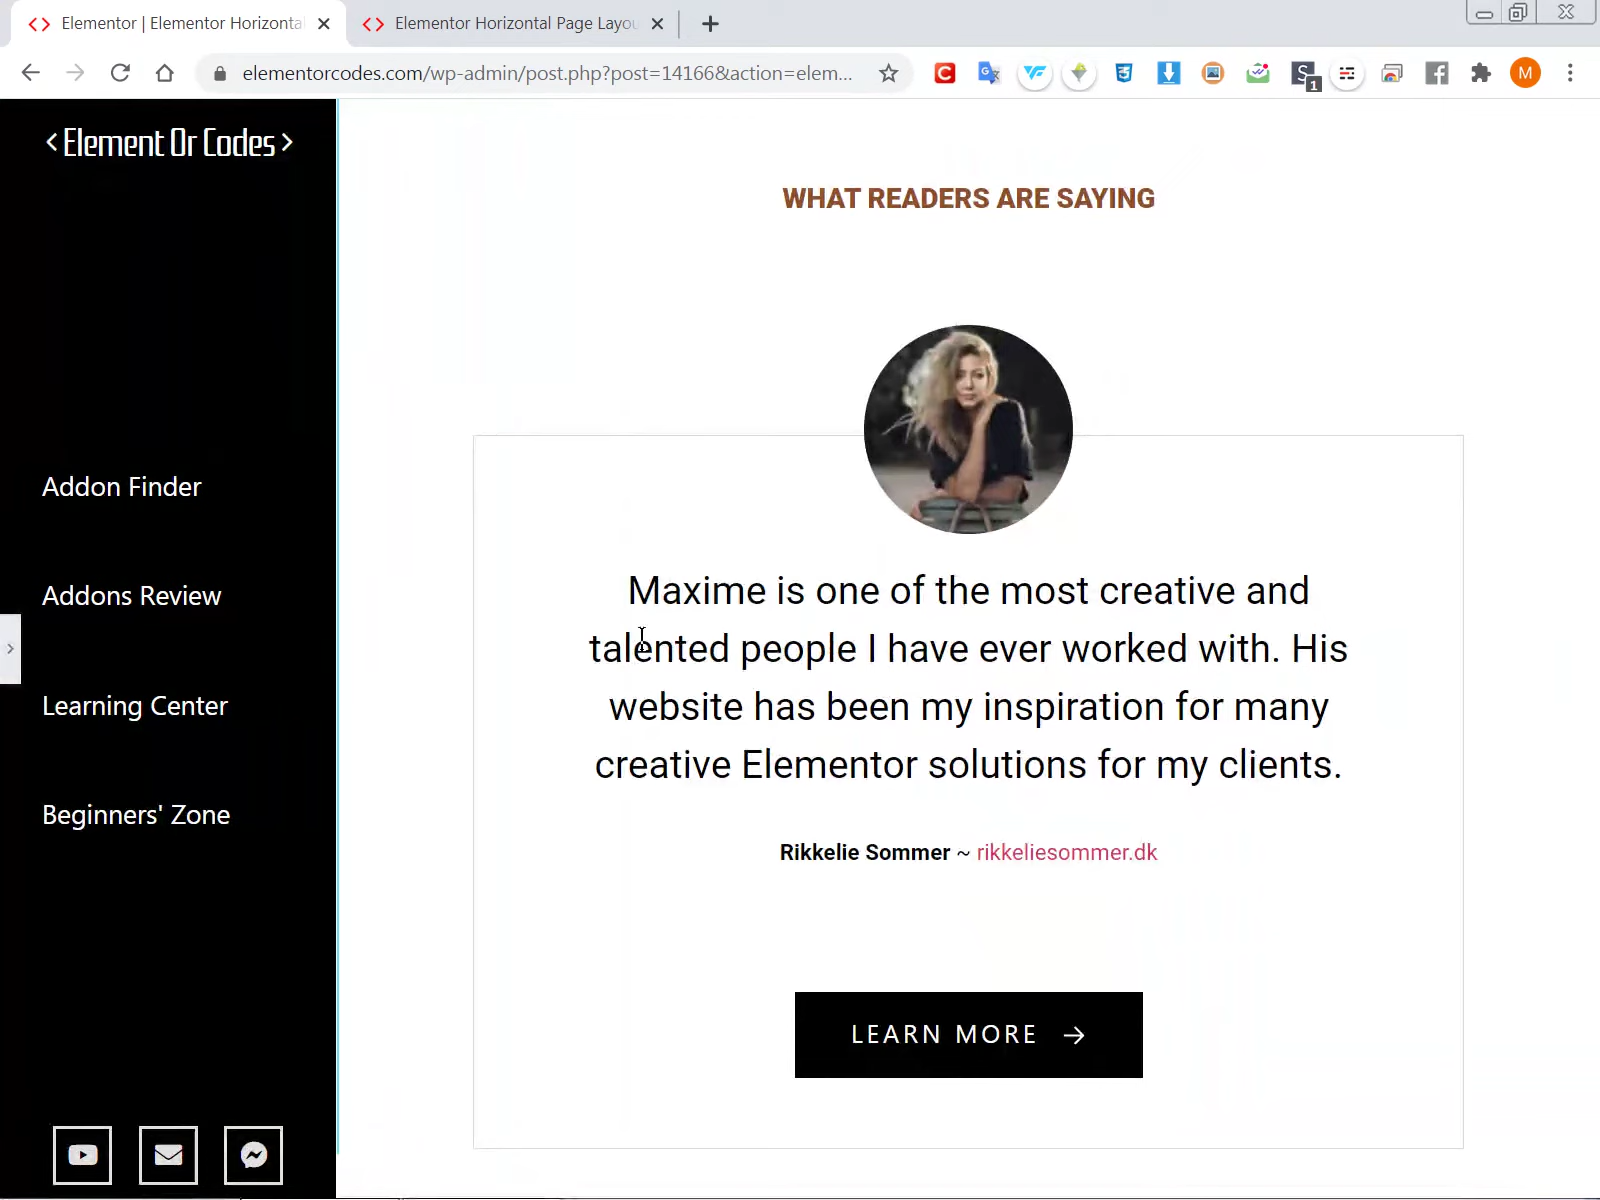 Elementor | Elementor Horizontal
Elementor Horizontal Page Layou
elementorcodes.com/wp-admin/post.php?post=14166&action=elem...
1
M
<Element Or Codes>
WHAT READERS ARE SAYING
Addon Finder
Addons Review
Learning Center
Beginners' Zone
Maxime is one of the most creative and
talented people I have ever worked with. His
website has been my inspiration for many
creative Elementor solutions for my clients.
Rikkelie Sommer ~ rikkeliesommer.dk
LEARN MORE →